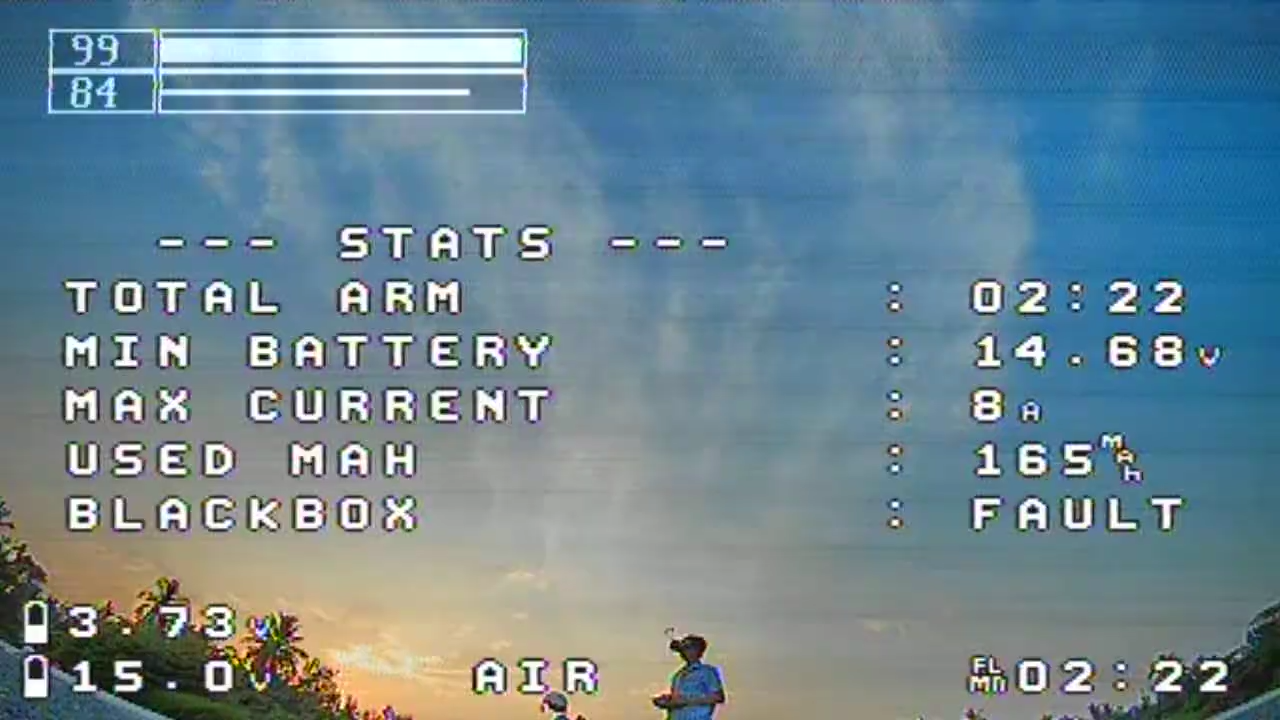 99
84
--- STATS ---
TOTAL ARM : 02:22
MIN BATTERY : 14.68V
MAX CURRENT : 8A
USED MAH : 165MAh
BLACKBOX : FAULT
3.73V
15.0V AIR FLMn 02:22